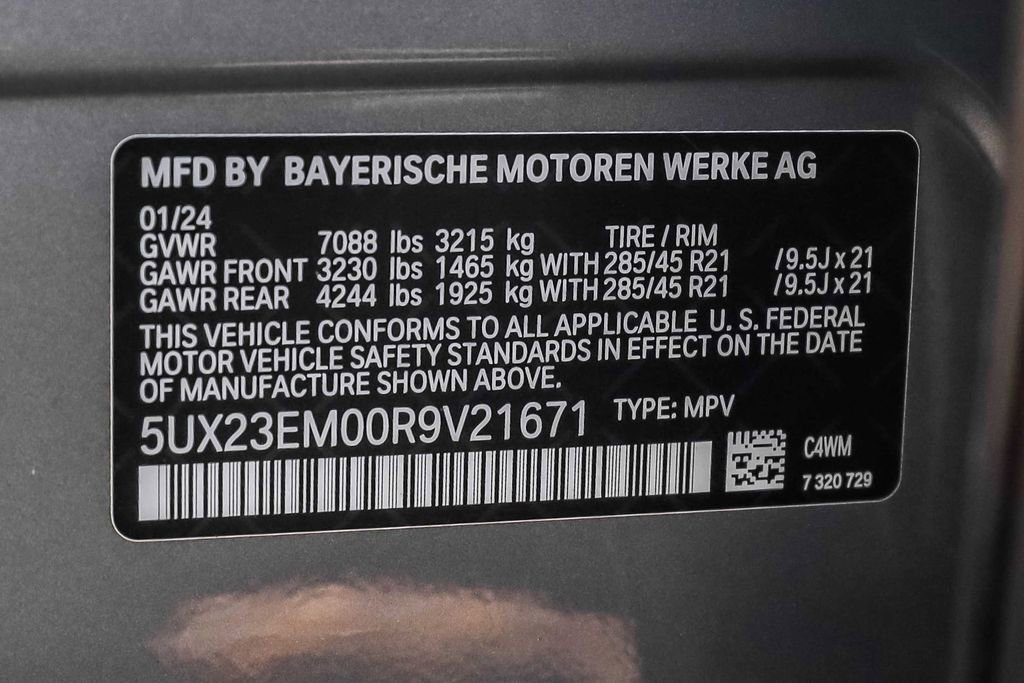 MFD BY BAYERISCHE MOTOREN WERKE AG
01/24
GVWR 7088 lbs 3215 kg TIRE / RIM
GAWR FRONT 3230 lbs 1465 kg WITH 285/45 R21 /9.5J x 21
GAWR REAR 4244 lbs 1925 kg WITH 285/45 R21 /9.5J x 21
THIS VEHICLE CONFORMS TO ALL APPLICABLE U. S. FEDERAL
MOTOR VEHICLE SAFETY STANDARDS IN EFFECT ON THE DATE
OF MANUFACTURE SHOWN ABOVE.
5UX23EM00R9V21671 TYPE: MPV
C4WM
7 320 729